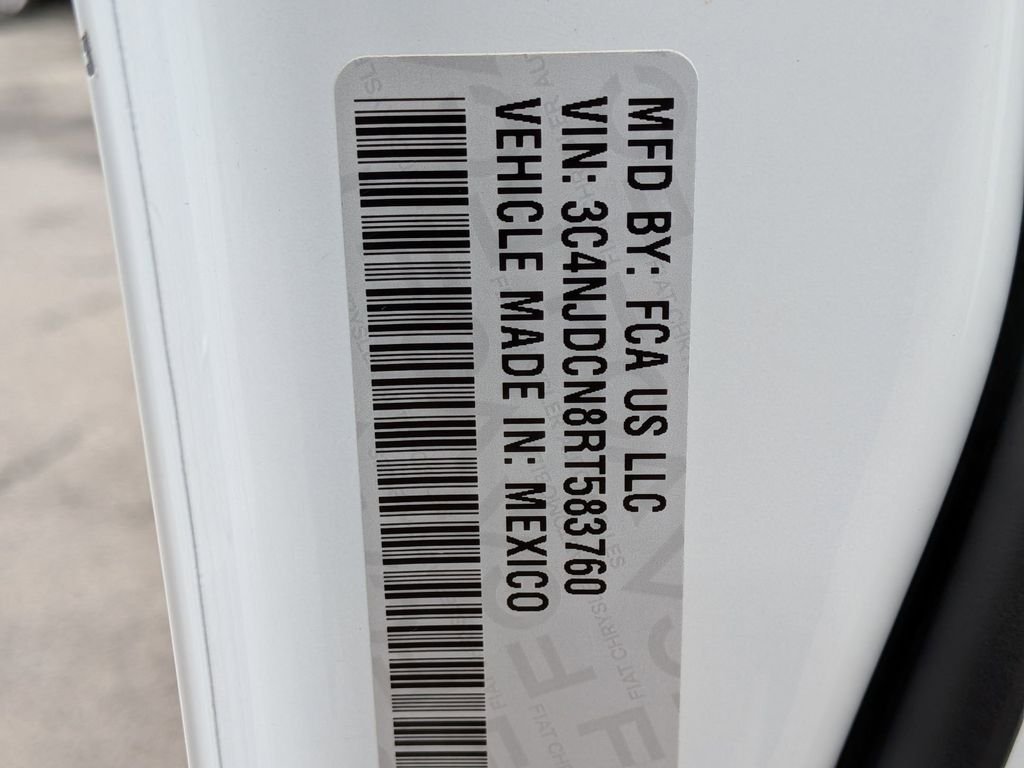 MFD BY: FCA US LLC
VIN: 3C4NJDCN8RT583760
VEHICLE MADE IN: MEXICO